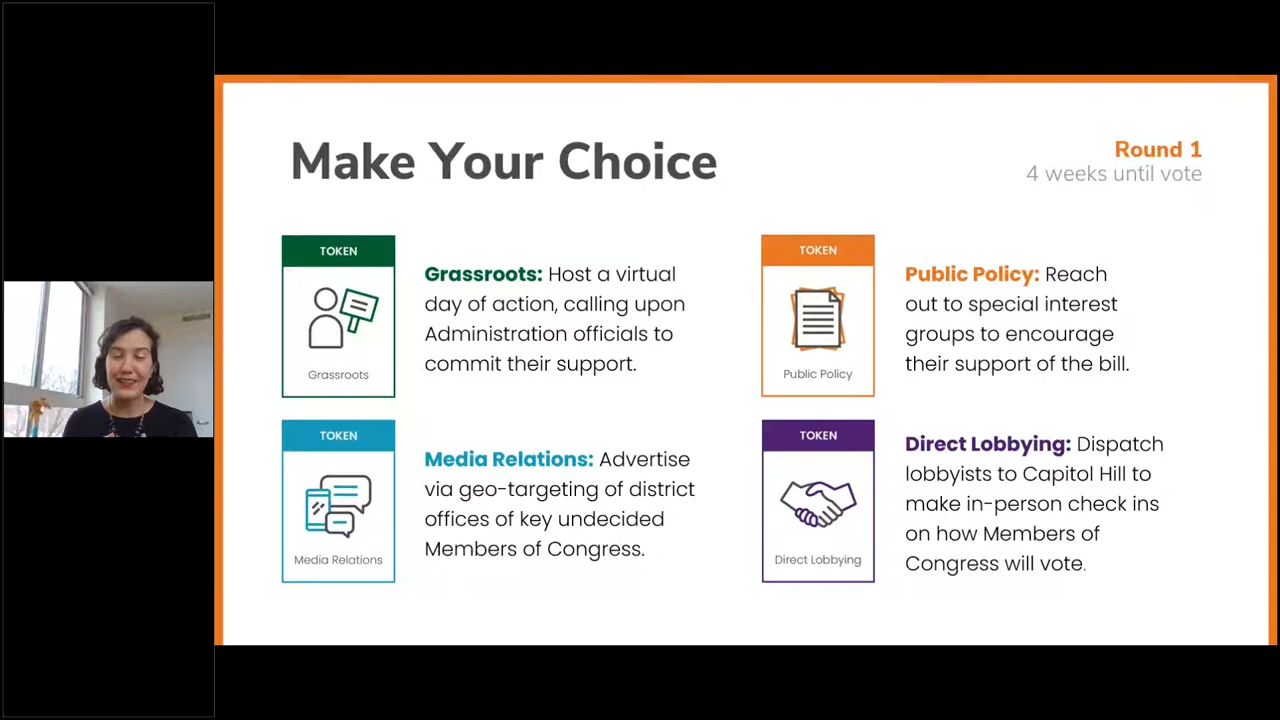 Make Your Choice
Round 1
4 weeks until vote
TOKEN
Grassroots
Grassroots: Host a virtual
day of action, calling upon
Administration officials to
commit their support.
TOKEN
Public Policy
Public Policy: Reach
out to special interest
groups to encourage
their support of the bill.
TOKEN
Media Relations
Media Relations: Advertise
via geo-targeting of district
offices of key undecided
Members of Congress.
TOKEN
Direct Lobbying
Direct Lobbying: Dispatch
lobbyists to Capitol Hill to
make in-person check ins
on how Members of
Congress will vote.